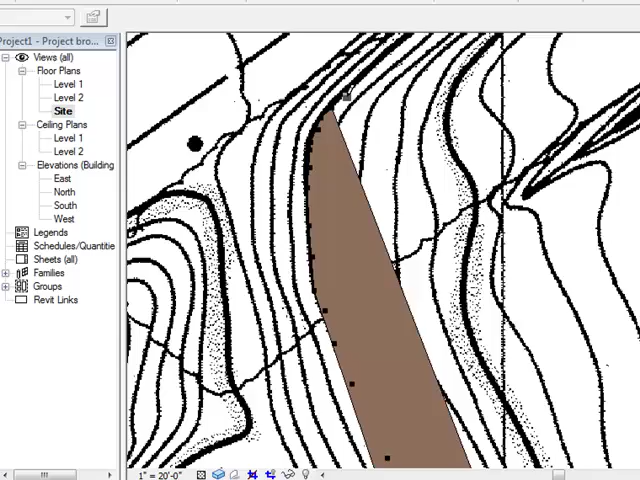 Project1 - Project bro...
Views (all)
Floor Plans
Level 1
Level 2
Site
Ceiling Plans
Level 1
Level 2
Elevations (Building
East
North
South
West
Legends
Schedules/Quantitie
Sheets (all)
Families
Groups
Revit Links
1" = 20'-0"